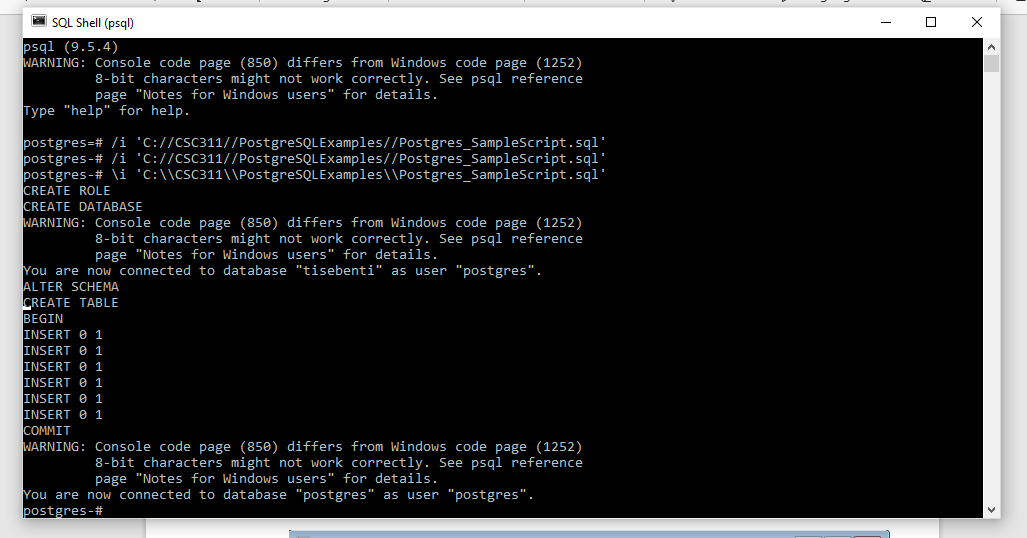 SQL Shell (psql)
psql (9.5.4)
WARNING: Console code page (850) differs from Windows code page (1252)
         8-bit characters might not work correctly. See psql reference
         page "Notes for Windows users" for details.
Type "help" for help.
postgres=# /i 'C://CSC311//PostgreSQLExamples//Postgres_SampleScript.sql'
postgres-# /i 'C://CSC311//PostgreSQLExamples//Postgres_SampleScript.sql'
postgres-# \i 'C:\\CSC311\\PostgreSQLExamples\\Postgres_SampleScript.sql'
CREATE ROLE
CREATE DATABASE
WARNING: Console code page (850) differs from Windows code page (1252)
         8-bit characters might not work correctly. See psql reference
         page "Notes for Windows users" for details.
You are now connected to database "tisebenti" as user "postgres".
ALTER SCHEMA
CREATE TABLE
BEGIN
INSERT 0 1
INSERT 0 1
INSERT 0 1
INSERT 0 1
INSERT 0 1
INSERT 0 1
COMMIT
WARNING: Console code page (850) differs from Windows code page (1252)
         8-bit characters might not work correctly. See psql reference
         page "Notes for Windows users" for details.
You are now connected to database "postgres" as user "postgres".
postgres-#